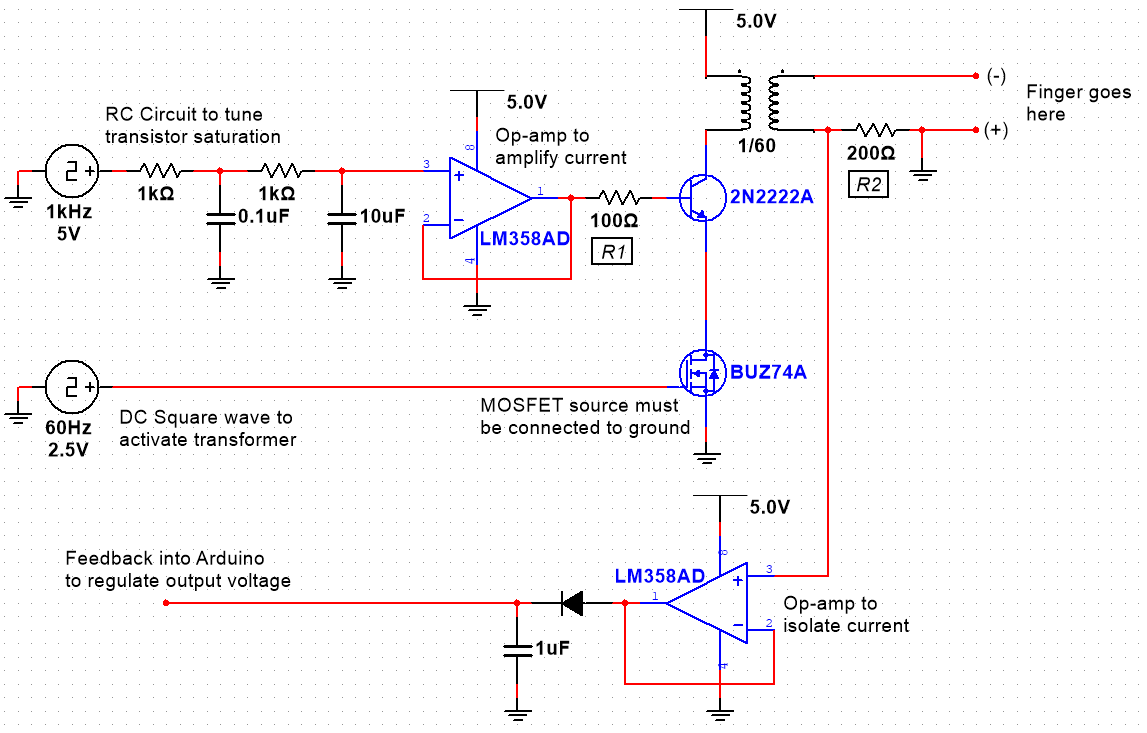 5.0V
(-)
Finger goes
here
(+)
1/60
200Ω
R2
RC Circuit to tune
transistor saturation
5.0V
Op-amp to
amplify current
8
3
2
1
4
LM358AD
1kHz
5V
1kΩ
1kΩ
0.1uF
10uF
100Ω
R1
2N2222A
BUZ74A
60Hz
2.5V
DC Square wave to
activate transformer
MOSFET source must
be connected to ground
5.0V
8
LM358AD
3
1
2
4
Op-amp to
isolate current
Feedback into Arduino
to regulate output voltage
1uF